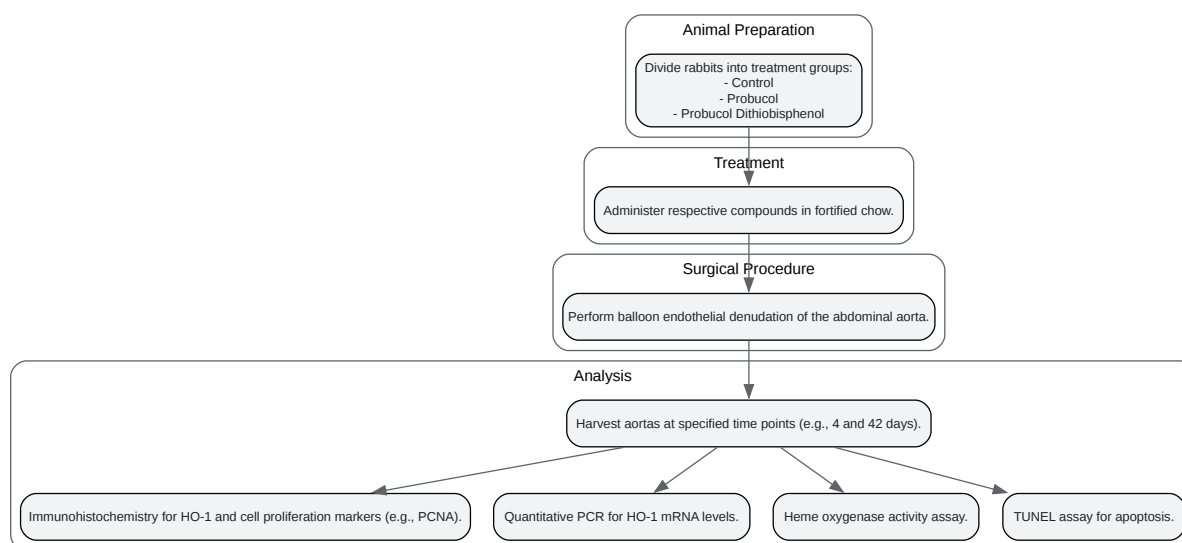 Animal Preparation
Divide rabbits into treatment groups:
- Control
- Probucol
- Probucol Dithiobisphenol
Treatment
Administer respective compounds in fortified chow.
Surgical Procedure
Perform balloon endothelial denudation of the abdominal aorta.
Analysis
Harvest aortas at specified time points (e.g., 4 and 42 days).
Immunohistochemistry for HO-1 and cell proliferation markers (e.g., PCNA).
Quantitative PCR for HO-1 mRNA levels.
Heme oxygenase activity assay.
TUNEL assay for apoptosis.